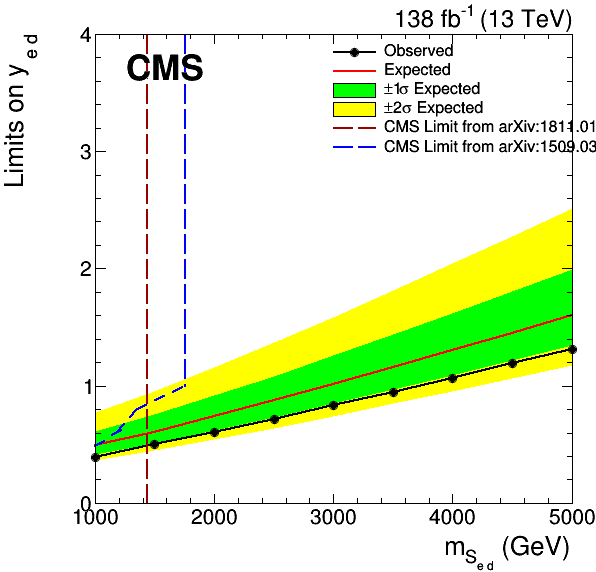 138 fb-1 (13 TeV)
Limits on yed
CMS
Observed
Expected
±1σ Expected
±2σ Expected
CMS Limit from arXiv:1811.01
CMS Limit from arXiv:1509.03
4
3
2
1
0
1000 2000 3000 4000 5000
mSed (GeV)